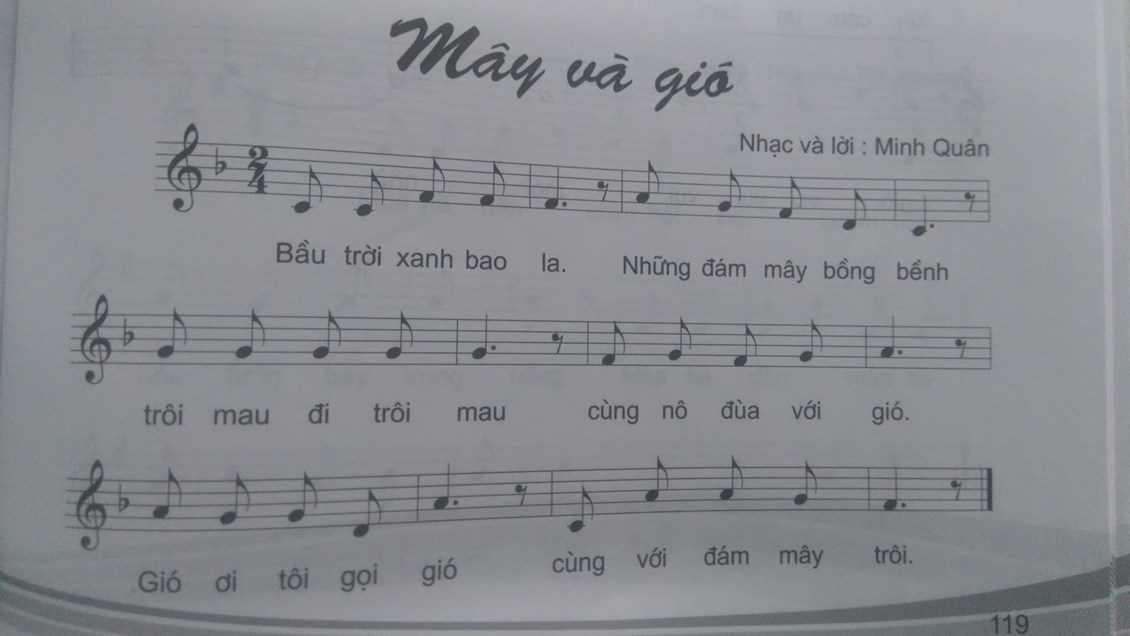 Mây và gió
Nhạc và lời : Minh Quân
2
4
Bầu trời xanh bao la. Những đám mây bồng bềnh
trôi mau đi trôi mau cùng nô đùa với gió.
Gió ơi tôi gọi gió cùng với đám mây trôi.
119